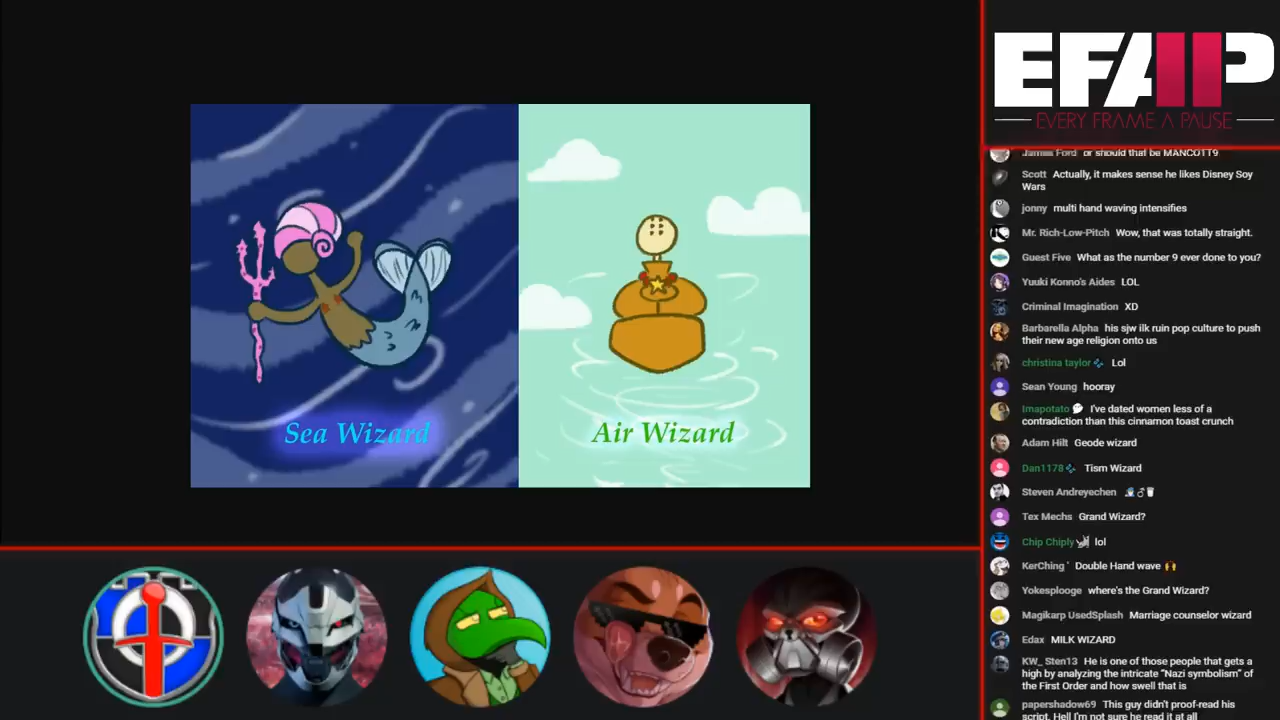 Sea Wizard
Air Wizard
EFAP
EVERY FRAME A PAUSE
James Ford or should that be MANCOTT9
Scott Actually, it makes sense he likes Disney Soy
Wars
jonny multi hand waving intensifies
Mr. Rich-Low-Pitch Wow, that was totally straight.
Guest Five What as the number 9 ever done to you?
Yuuki Konno's Aides LOL
Criminal Imagination XD
Barbarella Alpha his sjw ilk ruin pop culture to push
their new age religion onto us
christina taylor Lol
Sean Young hooray
Imapotato I've dated women less of a
contradiction than this cinnamon toast crunch
Adam Hilt Geode wizard
Dan1178 Tism Wizard
Steven Andreyechen
Tex Mechs Grand Wizard?
Chip Chiply lol
KerChing ` Double Hand wave 🙌
Yokesplooge where's the Grand Wizard?
Magikarp UsedSplash Marriage counselor wizard
Edax MILK WIZARD
KW_ Sten13 He is one of those people that gets a
high by analyzing the intricate “Nazi symbolism” of
the First Order and how swell that is
papershadow69 This guy didn't proof-read his
script. Hell I'm not sure he read it at all